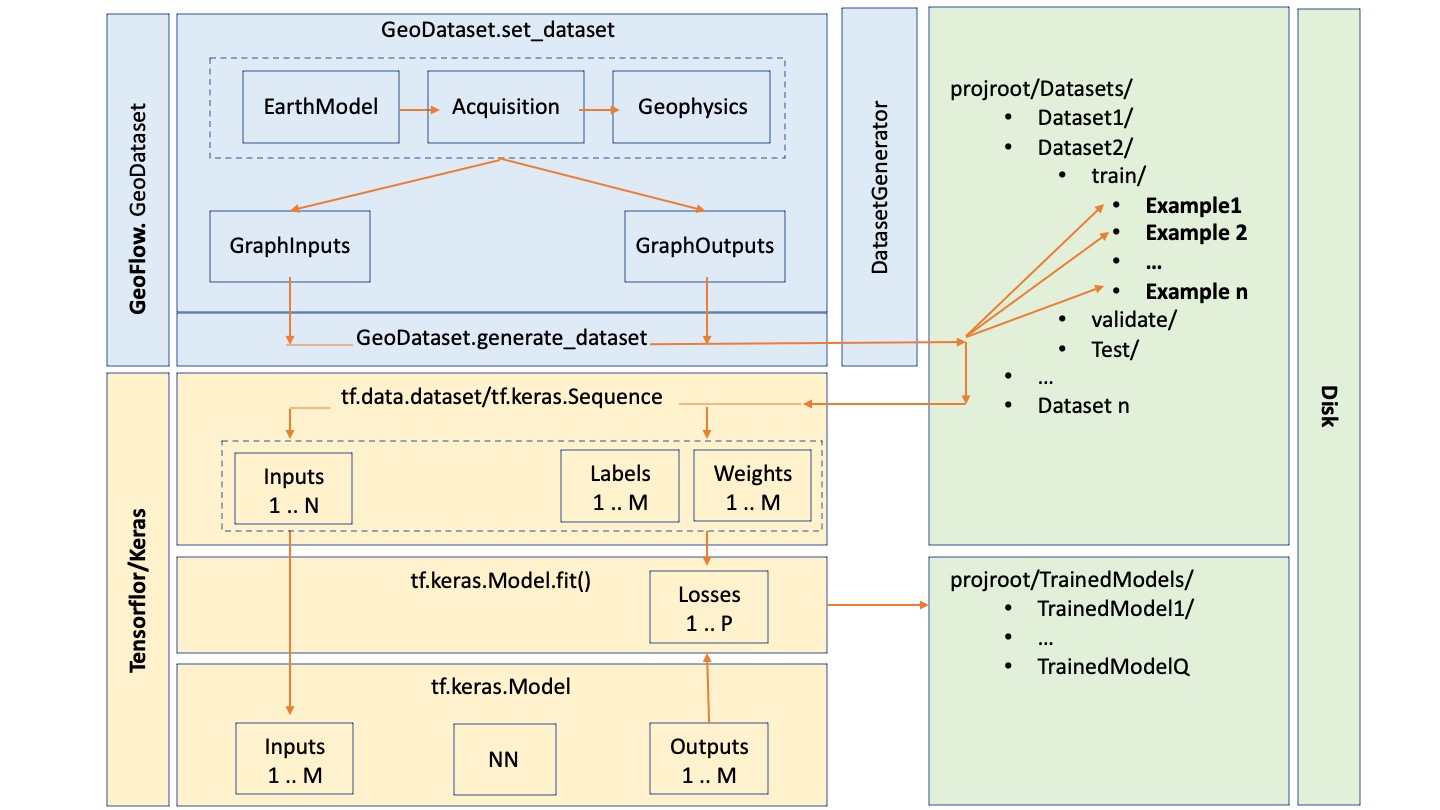 GeoFlow. GeoDataset
GeoDataset.set_dataset
EarthModel
Acquisition
Geophysics
GraphInputs
GraphOutputs
GeoDataset.generate_dataset
DatasetGenerator
projroot/Datasets/
• Dataset1/
• Dataset2/
• train/
• Example1
• Example 2
• ...
• Example n
• validate/
• Test/
• ...
• Dataset n
Disk
Tensorflor/Keras
tf.data.dataset/tf.keras.Sequence
Inputs
1 .. N
Labels
1 .. M
Weights
1 .. M
tf.keras.Model.fit()
Losses
1 .. P
tf.keras.Model
Inputs
1 .. M
NN
Outputs
1 .. M
projroot/TrainedModels/
• TrainedModel1/
• ...
• TrainedModelQ